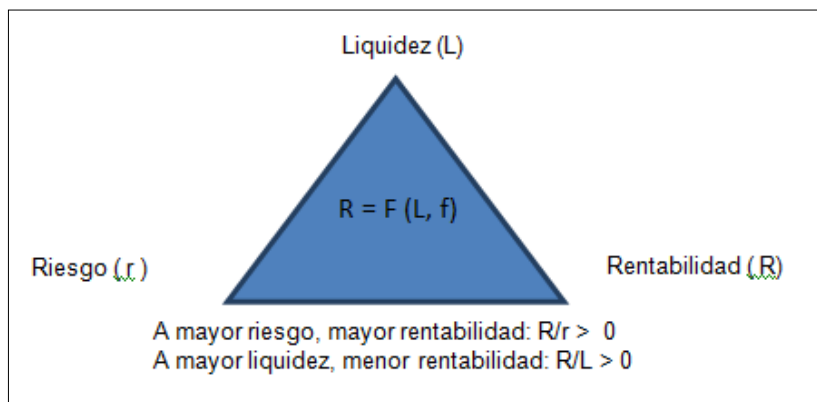 Liquidez (L)
R = F (L, f)
Riesgo ( r )
Rentabilidad ( R)
A mayor riesgo, mayor rentabilidad: R/r > 0
A mayor liquidez, menor rentabilidad: R/L > 0